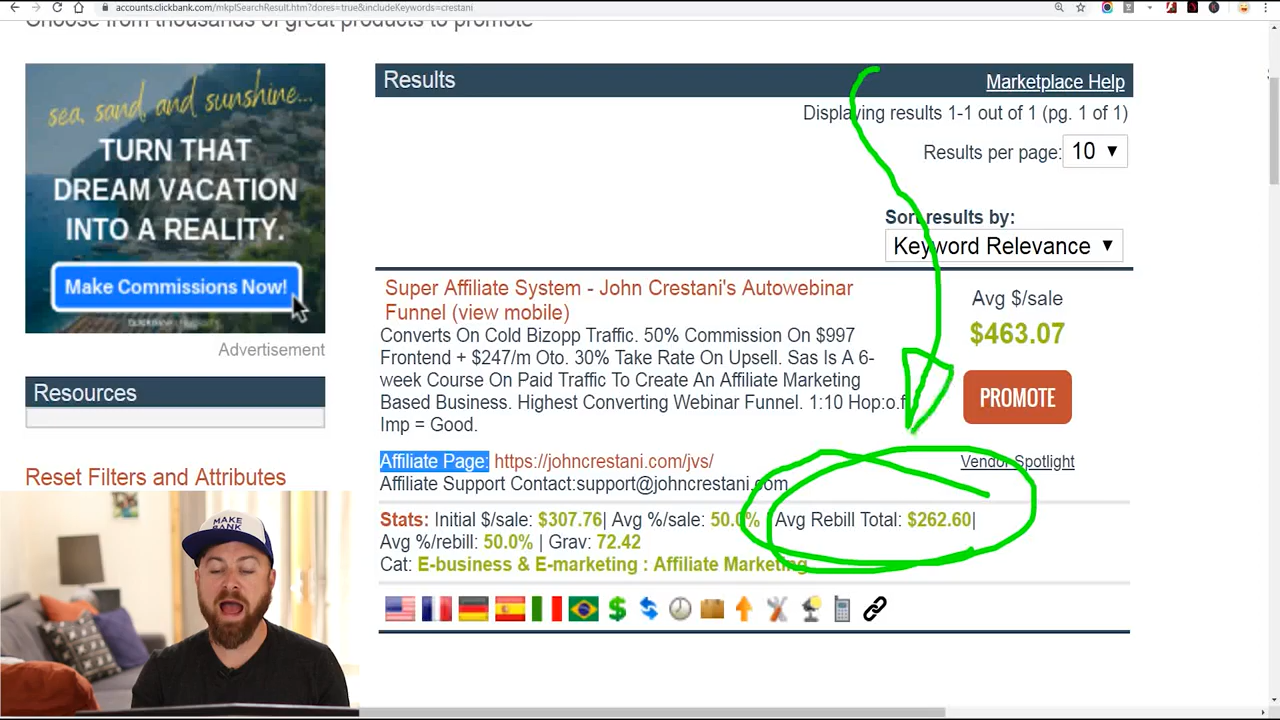 accounts.clickbank.com/mkplSearchResult.htm?dores=true&includeKeywords=crestani
Choose from thousands of great products to promote
sea, sand, and sunshine...
TURN THAT
DREAM VACATION
INTO A REALITY.
Make Commissions Now!
Advertisement
Resources
Reset Filters and Attributes
Results
Marketplace Help
Displaying results 1-1 out of 1 (pg. 1 of 1)
Results per page: 10
Sort results by:
Keyword Relevance
Super Affiliate System - John Crestani's Autowebinar
Funnel (view mobile)
Converts On Cold Bizopp Traffic. 50% Commission On $997
Frontend + $247/m Oto. 30% Take Rate On Upsell. Sas Is A 6-
week Course On Paid Traffic To Create An Affiliate Marketing
Based Business. Highest Converting Webinar Funnel. 1:10 Hop:o.f
Imp = Good.
Affiliate Page: https://johncrestani.com/jvs/
Affiliate Support Contact:support@johncrestani.com
Avg $/sale
$463.07
PROMOTE
Vendor Spotlight
Stats: Initial $/sale: $307.76| Avg %/sale: 50.0% | Avg Rebill Total: $262.60|
Avg %/rebill: 50.0% | Grav: 72.42
Cat: E-business & E-marketing : Affiliate Marketing
MAKE
BANK